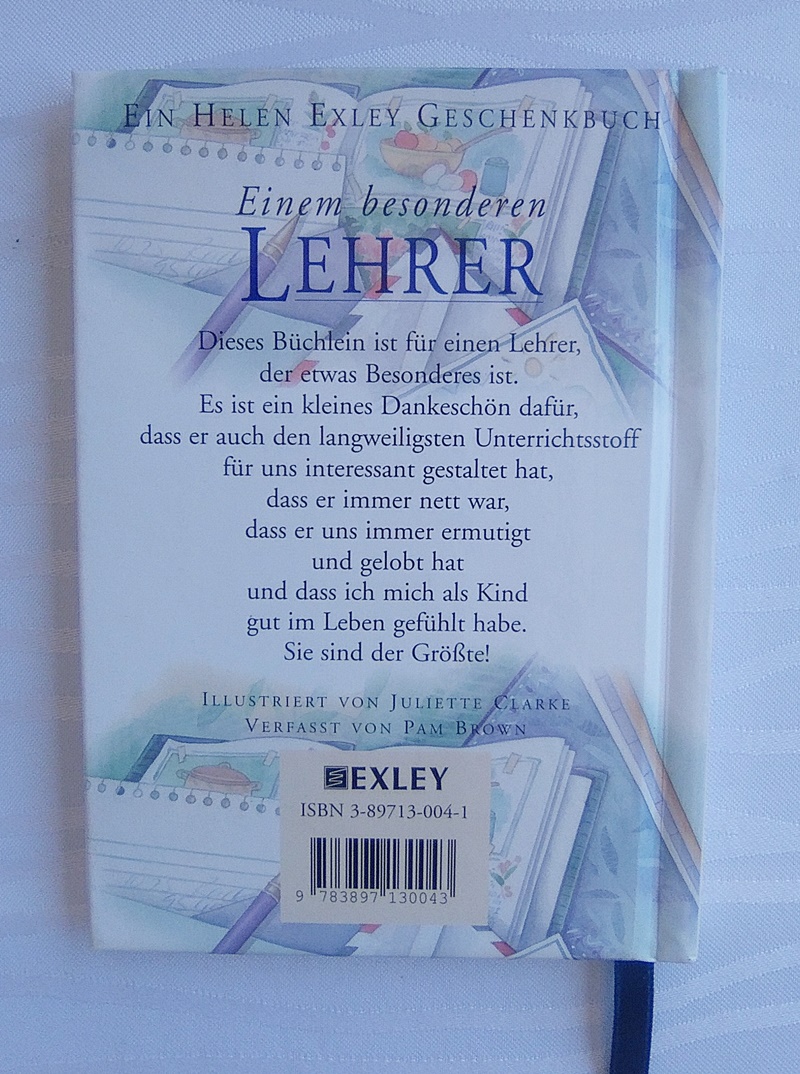 EIN HELEN EXLEY GESCHENKBUCH
Einem besonderen
LEHRER
Dieses Büchlein ist für einen Lehrer,
der etwas Besonderes ist.
Es ist ein kleines Dankeschön dafür,
dass er auch den langweiligsten Unterrichtsstoff
für uns interessant gestaltet hat,
dass er immer nett war,
dass er uns immer ermutigt
und gelobt hat
und dass ich mich als Kind
gut im Leben gefühlt habe.
Sie sind der Größte!
ILLUSTRIERT VON JULIETTE CLARKE
VERFASST VON PAM BROWN
EXLEY
ISBN 3-89713-004-1
9 783897 130043